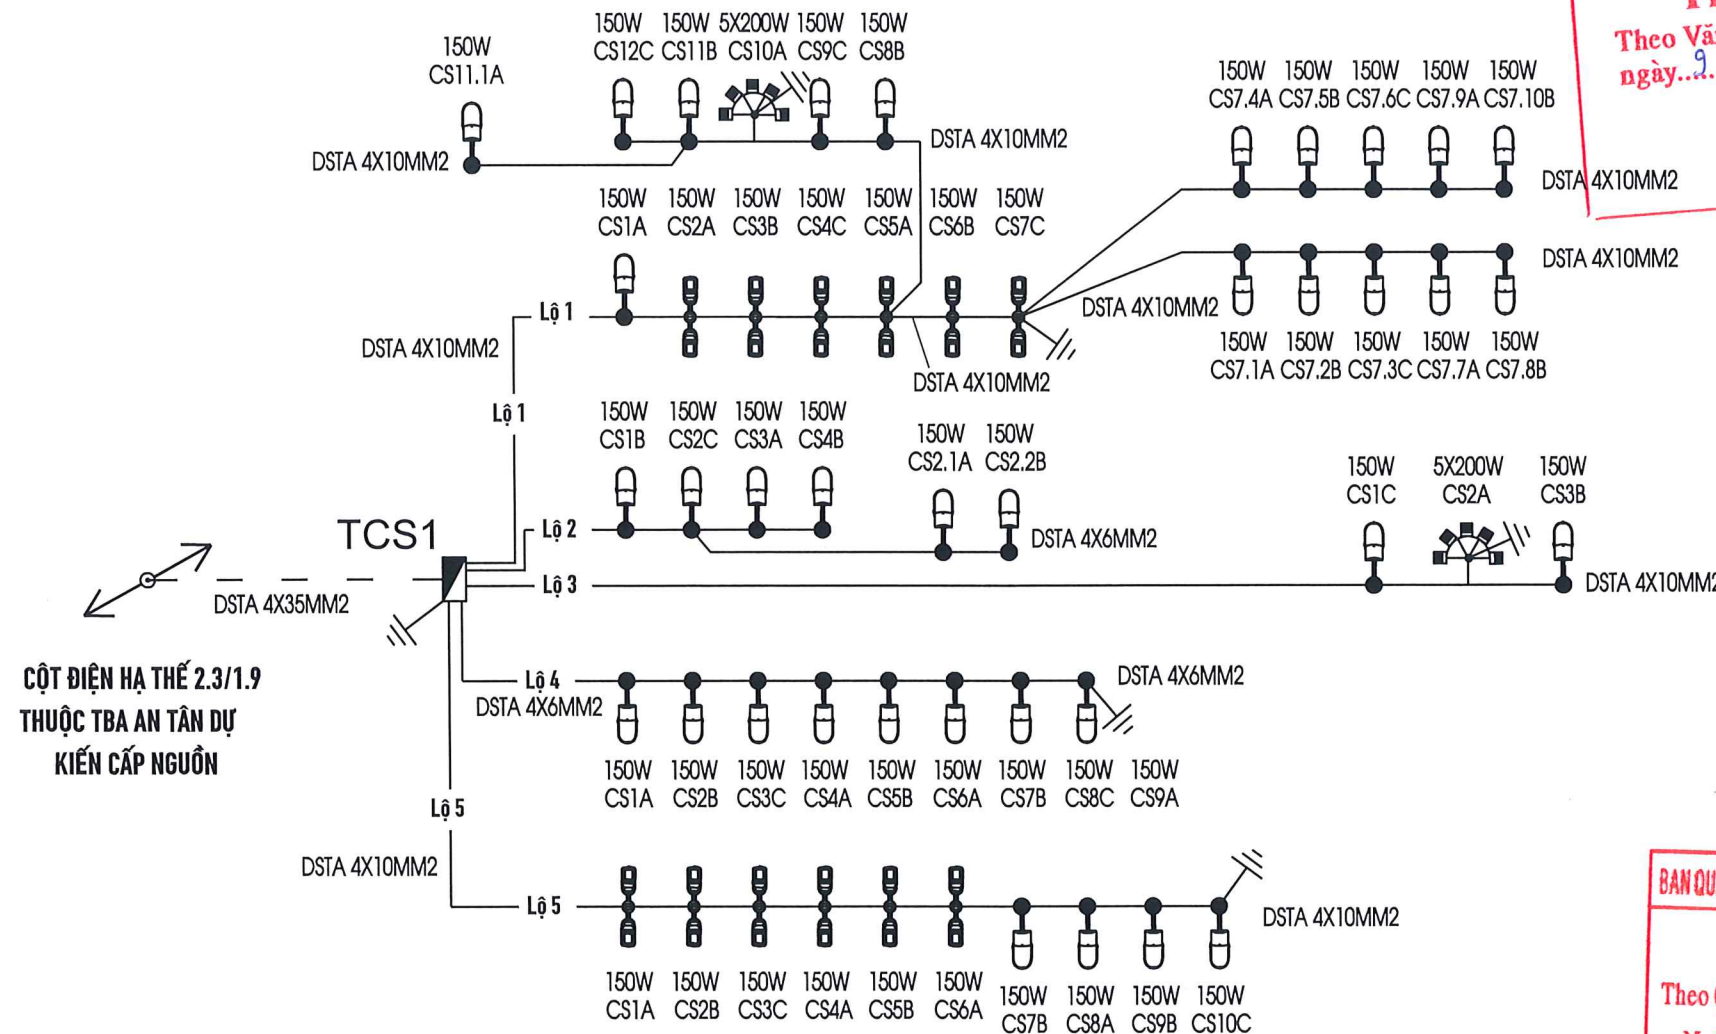 150W 150W 5X200W 150W 150W
CS12C CS11B CS10A CS9C CS8B
150W
CS11.1A
DSTA 4X10MM2
DSTA 4X10MM2
Theo
ngày..9..
150W 150W 150W 150W 150W
CS7.4A CS7.5B CS7.6C CS7.9A CS7.10B
DSTA 4X10MM2
150W 150W 150W 150W 150W 150W 150W
CS1A CS2A CS3B CS4C CS5A CS6B CS7C
Lộ 1
DSTA 4X10MM2
DSTA 4X10MM2
DSTA 4X10MM2
DSTA 4X10MM2
150W 150W 150W 150W 150W
CS7.1A CS7.2B CS7.3C CS7.7A CS7.8B
Lộ 1
150W 150W 150W 150W
CS1B CS2C CS3A CS4B
150W 150W
CS2.1A CS2.2B
150W 5X200W 150W
CS1C CS2A CS3B
TCS1
Lộ 2
DSTA 4X6MM2
Lộ 3
DSTA 4X10MM2
DSTA 4X35MM2
CỘT ĐIỆN HẠ THẾ 2.3/1.9
THUỘC TBA AN TÂN DỰ
KIẾN CẤP NGUỒN
Lộ 4
DSTA 4X6MM2
DSTA 4X6MM2
150W 150W 150W 150W 150W 150W 150W 150W 150W
CS1A CS2B CS3C CS4A CS5B CS6A CS7B CS8C CS9A
Lộ 5
DSTA 4X10MM2
Lộ 5
DSTA 4X10MM2
150W 150W 150W 150W 150W 150W
CS1A CS2B CS3C CS4A CS5B CS6A
150W 150W 150W 150W
CS7B CS8A CS9B CS10C
BAN
Theo